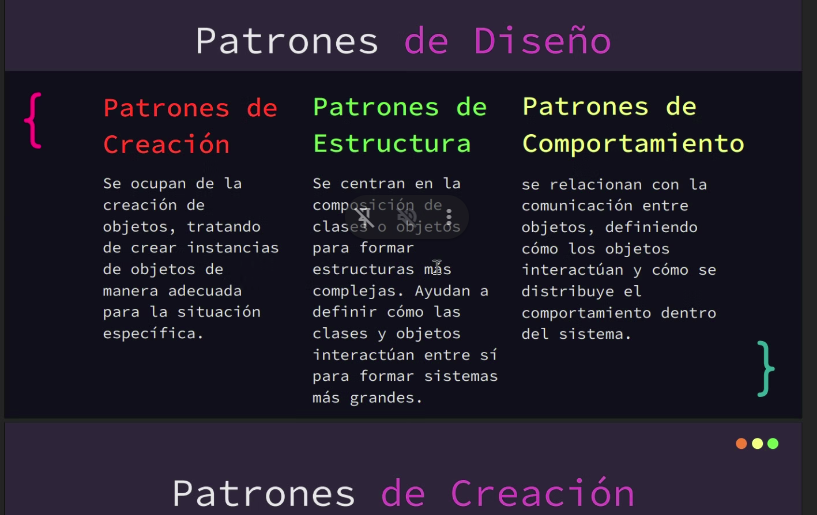 Patrones de Diseño
{
Patrones de
Creación
Se ocupan de la
creación de
objetos, tratando
de crear instancias
de objetos de
manera adecuada
para la situación
específica.
Patrones de
Estructura
Se centran en la
composición de
clases o objetos
para formar
estructuras más
complejas. Ayudan a
definir cómo las
clases y objetos
interactúan entre sí
para formar sistemas
más grandes.
Patrones de
Comportamiento
se relacionan con la
comunicación entre
objetos, definiendo
cómo los objetos
interactúan y cómo se
distribuye el
comportamiento dentro
del sistema.
}
Patrones de Creación